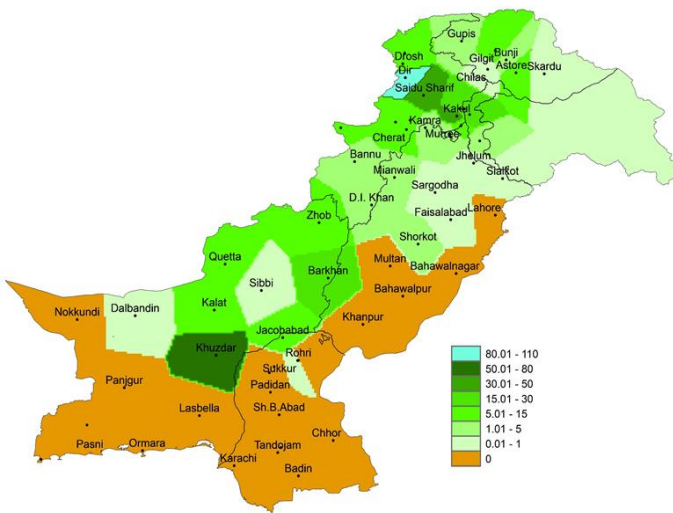 Gupis
Drosh
Bunji
Gilgit
Astore
Skardu
Dir
Chilas
Saidu Sharif
Kakul
Kamra
Cherat
Murree
Bannu
Jhelum
Mianwali
Sialkot
Sargodha
D.I. Khan
Lahore
Faisalabad
Zhob
Shorkot
Quetta
Multan
Barkhan
Bahawalnagar
Sibbi
Bahawalpur
Dalbandin
Kalat
Nokkundi
Khanpur
Jacobabad
Khuzdar
Rohri
Sukkur
Panjgur
Padidan
Lasbella
Sh.B.Abad
Chhor
Pasni
Ormara
Tandojam
Karachi
Badin
80.01 - 110
50.01 - 80
30.01 - 50
15.01 - 30
5.01 - 15
1.01 - 5
0.01 - 1
0